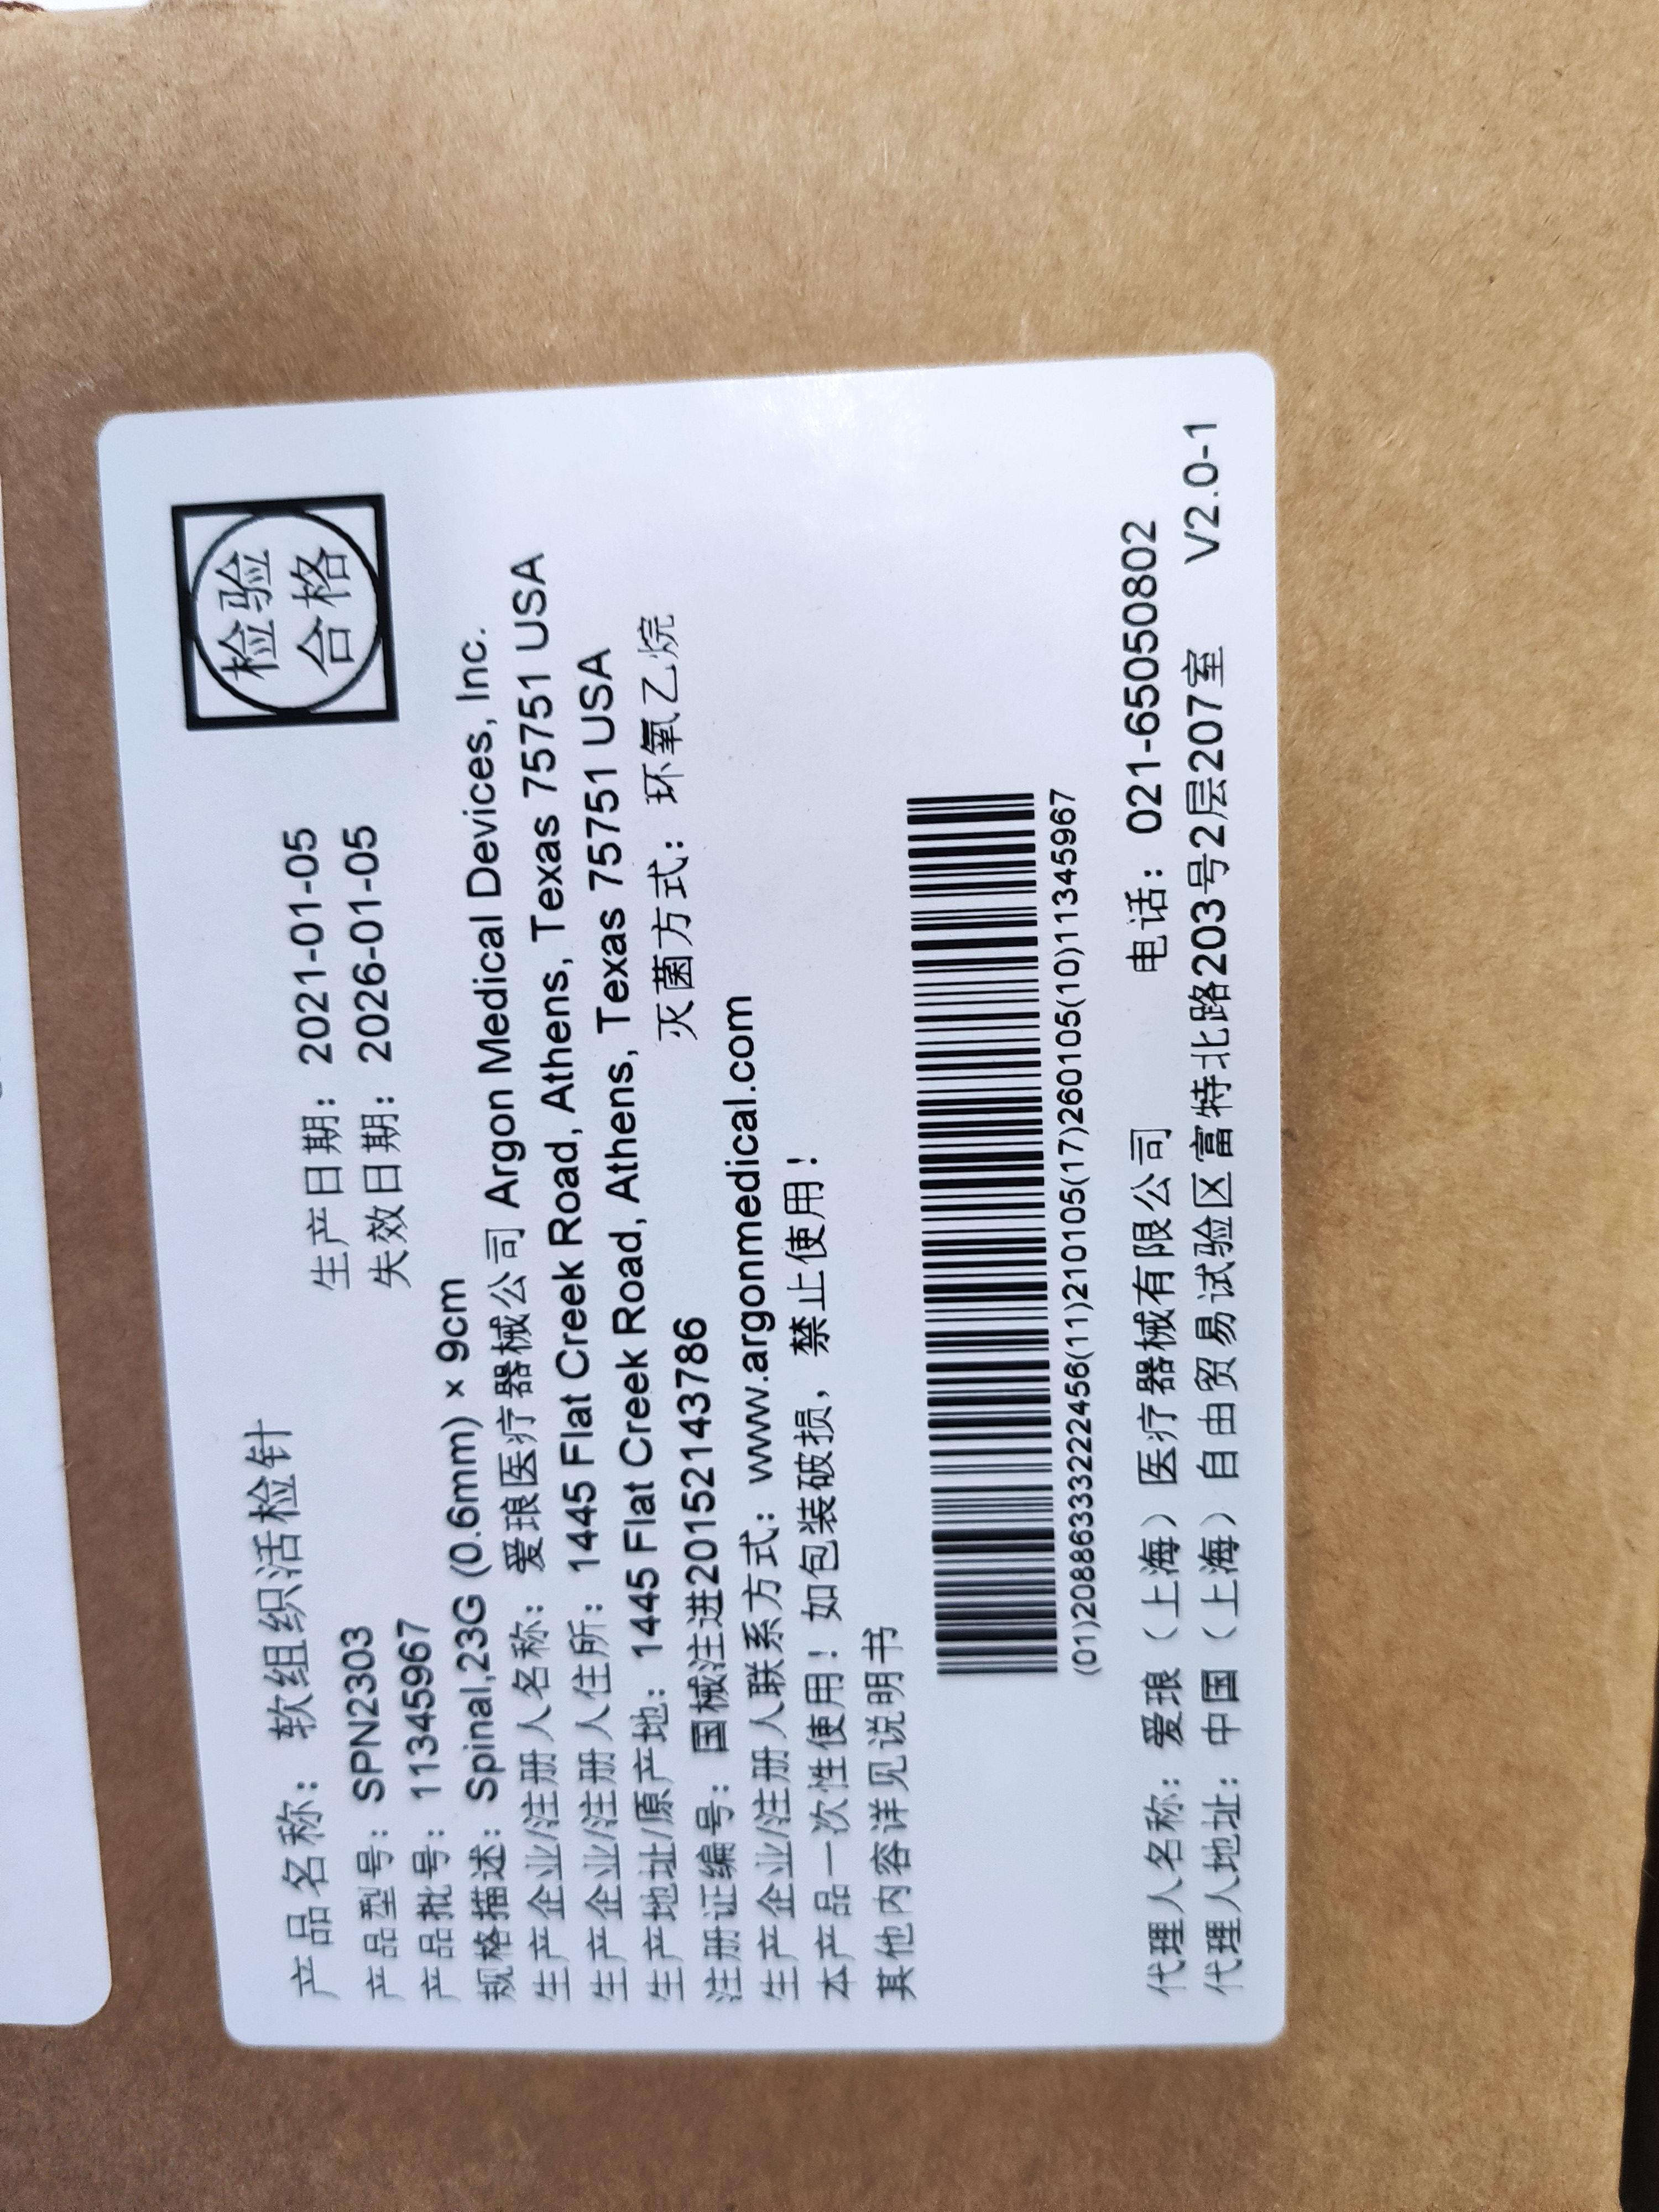 检验
合格
产品名称：软组织活检针
产品型号：SPN2303 生产日期：2021-01-05
产品批号：11345967 失效日期：2026-01-05
规格描述：Spinal,23G (0.6mm) × 9cm
生产企业/注册人名称：爱琅医疗器械公司 Argon Medical Devices, Inc.
生产企业/注册人住所：1445 Flat Creek Road, Athens, Texas 75751 USA
生产地址/原产地：1445 Flat Creek Road, Athens, Texas 75751 USA
注册证编号：国械注进20152143786 灭菌方式：环氧乙烷
生产企业/注册人联系方式：www.argonmedical.com
本产品一次性使用！如包装破损，禁止使用！
其他内容详见说明书
(01)20886333222456(11)210105(17)260105(10)11345967
代理人名称：爱琅（上海）医疗器械有限公司 电话：021-65050802
代理人地址：中国（上海）自由贸易试验区富特北路203号2层207室 V2.0-1